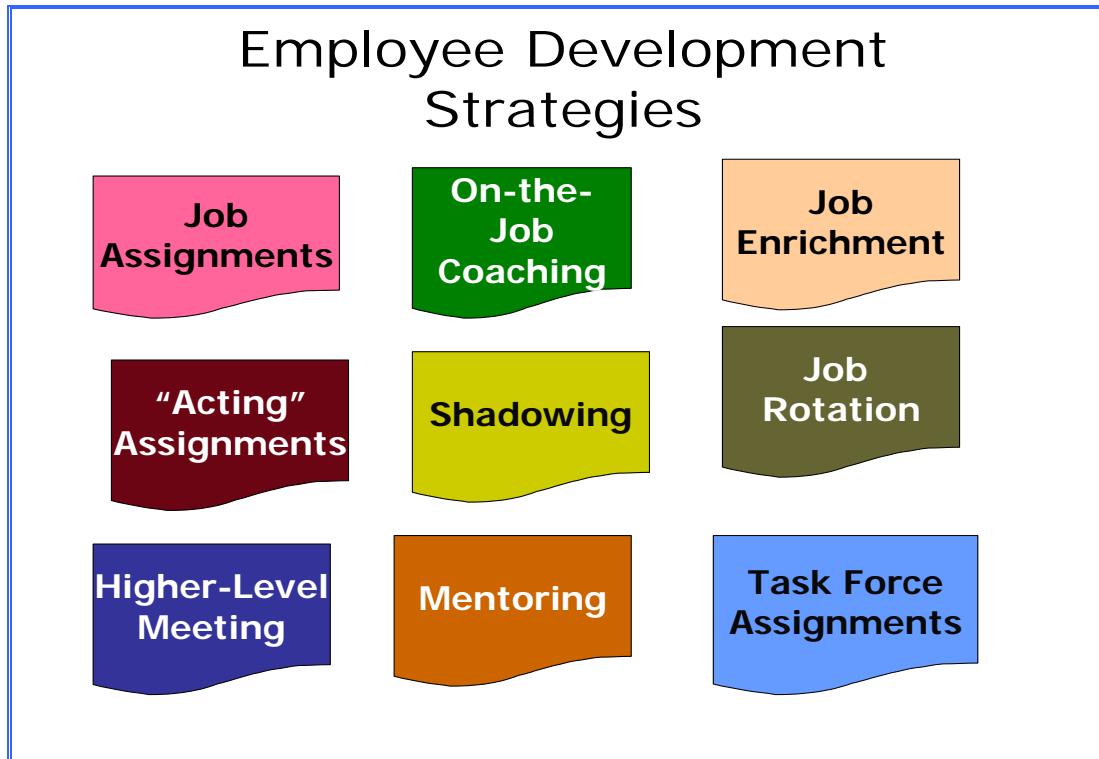 Employee Development
Strategies
Job
Assignments
On-the-
Job
Coaching
Job
Enrichment
“Acting”
Assignments
Shadowing
Job
Rotation
Higher-Level
Meeting
Mentoring
Task Force
Assignments